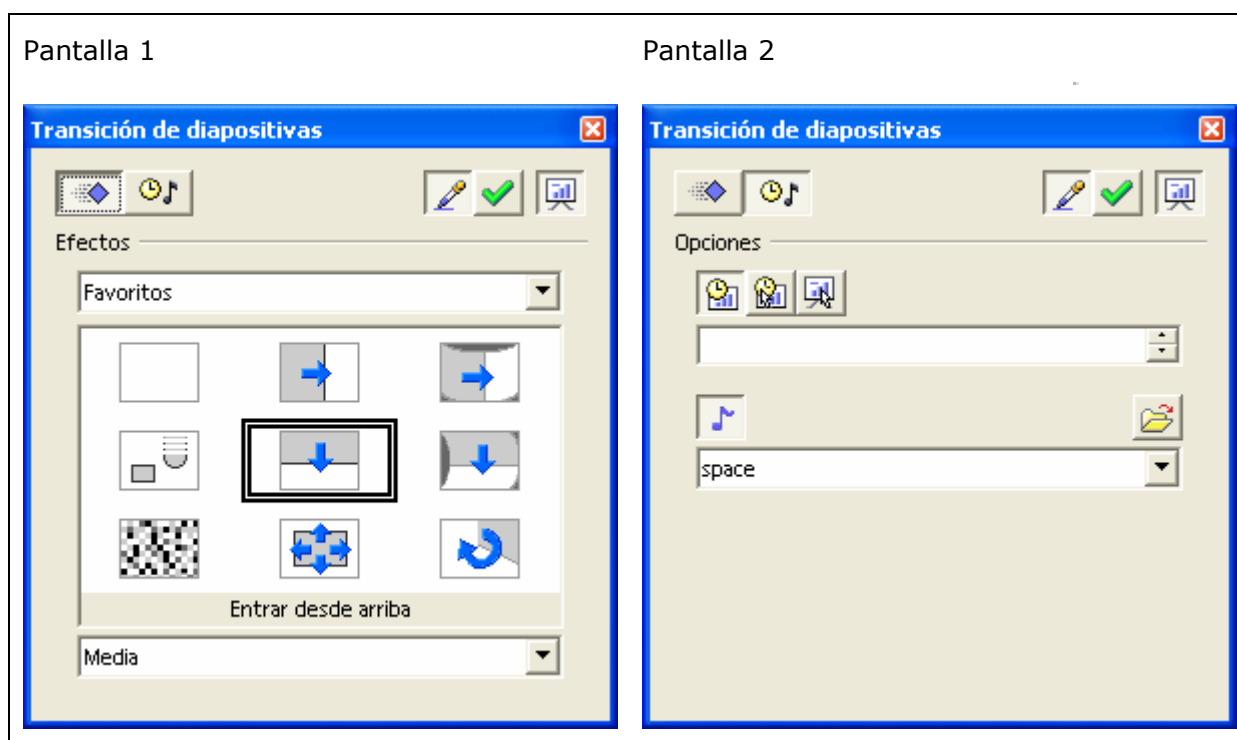 Pantalla 1
Pantalla 2
Transición de diapositivas
Efectos
Favoritos
Entrar desde arriba
Media
Transición de diapositivas
Opciones
space